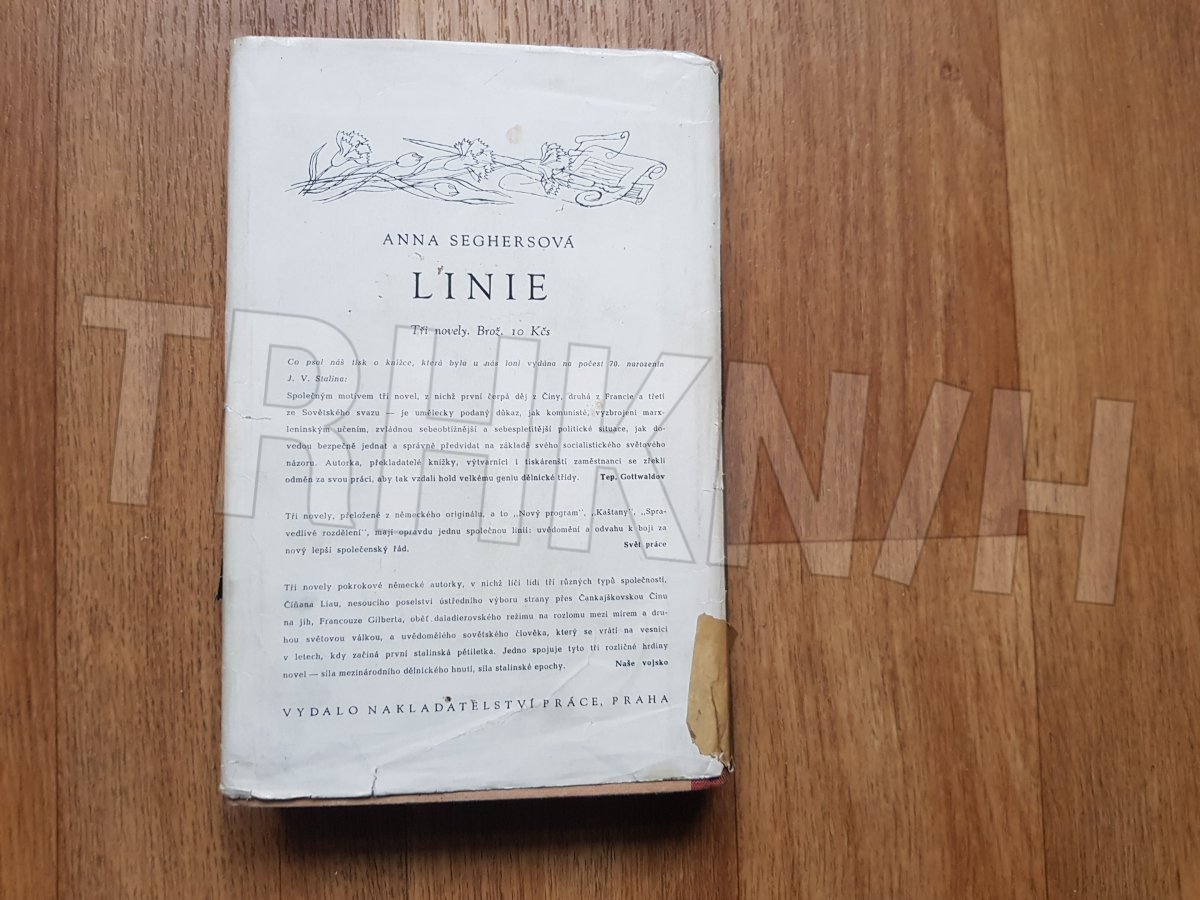 ANNA SEGHERSOVÁ
LINIE
Tři novely. Brož. 10 Kčs
Co psal náš tisk o knížce, která byla u nás loni vydána na počest 70. narozenin
J. V. Stalina:
Společným motivem tří novel, z nichž první čerpá děj z Číny, druhá z Francie a třetí
ze Sovětského svazu — je umělecky podaný důkaz, jak komunisté, vyzbrojeni marx-
leninským učením, zvládnou sebeobtížnější a sebespletitější politické situace, jak do-
vedou bezpečně jednat a správně předvídat na základě svého socialistického světového
názoru. Autorka, překladatelé knížky, výtvarníci i tiskárenští zaměstnanci se zřekli
odměn za svou práci, aby tak vzdali hold velkému geniu dělnické třídy. Tep. Gottwaldov
Tři novely, přeložené z německého originálu, a to „Nový program", „Kaštany", „Spra-
vedlivé rozdělení", mají opravdu jednu společnou linii: uvědomění a odvahu k boji za
nový lepší společenský řád. Svět práce
Tři novely pokrokové německé autorky, v nichž líčí lidi tří různých typů společnosti,
Číňana Liau, nesoucího poselství ústředního výboru strany přes Čankajškovskou Čínu
na jih, Francouze Gilberta, oběť daladierovského režimu na rozlomu mezi mírem a dru-
hou světovou válkou, a uvědomělého sovětského člověka, který se vrátí na vesnici
v letech, kdy začíná první stalinská pětiletka. Jedno spojuje tyto tři rozličné hrdiny
novel — síla mezinárodního dělnického hnutí, síla stalinské epochy. Naše vojsko
VYDALO NAKLADATELSTVÍ PRÁCE, PRAHA
TRHKNIH